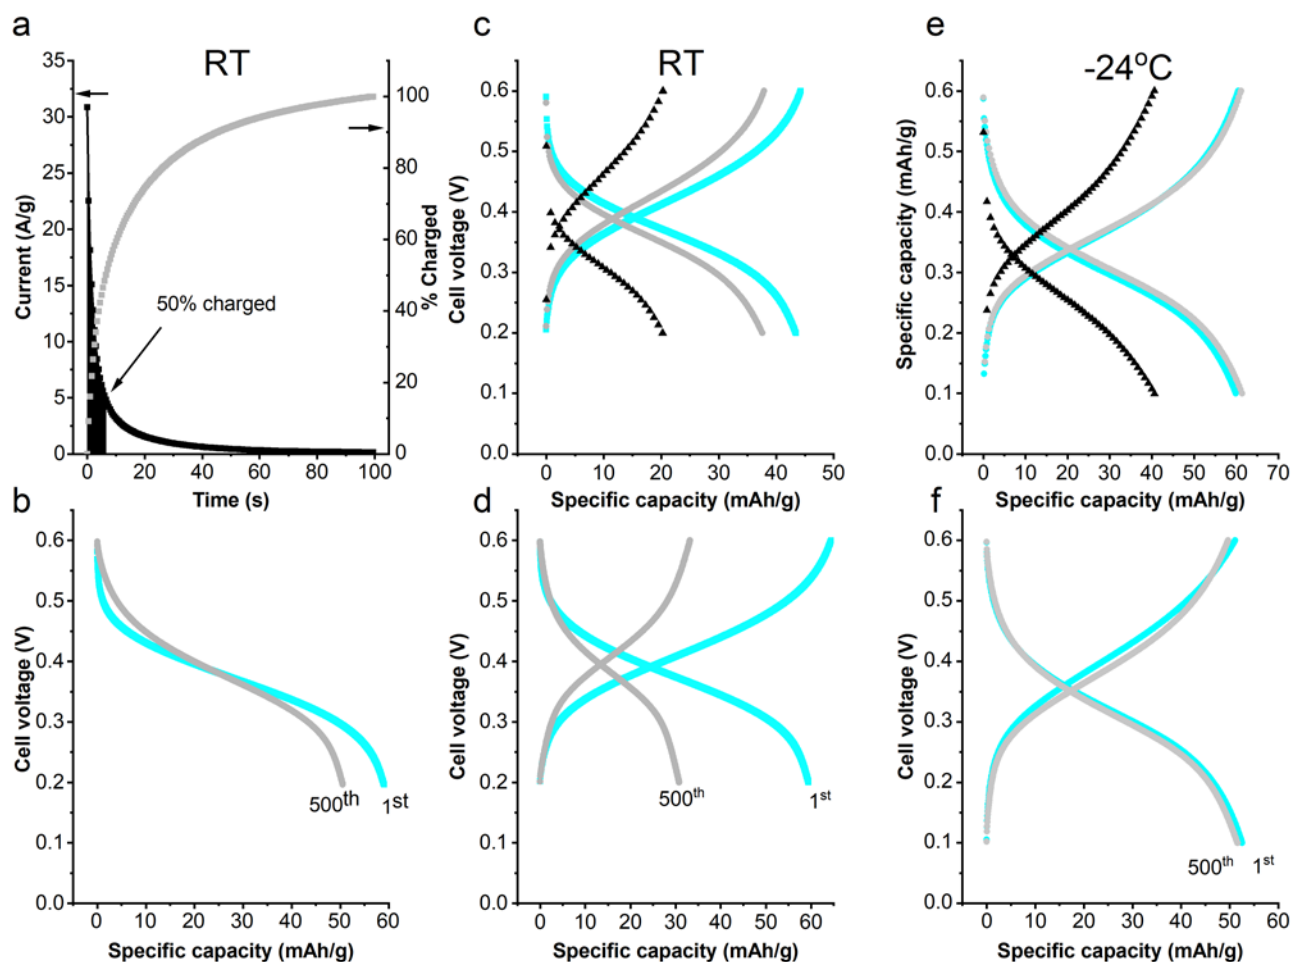 a
RT
35
30
25
20
15
10
5
0
Current (A/g)
100
80
60
40
20
0
% Charged
50% charged
0 20 40 60 80 100
Time (s)
c
RT
0.6
0.5
0.4
0.3
0.2
0.1
0.0
Cell voltage (V)
0 10 20 30 40 50
Specific capacity (mAh/g)
e
-24°C
0.6
0.5
0.4
0.3
0.2
0.1
0.0
Specific capacity (mAh/g)
0 10 20 30 40 50 60 70
Specific capacity (mAh/g)
b
0.6
0.5
0.4
0.3
0.2
0.1
0.0
Cell voltage (V)
500th 1st
0 10 20 30 40 50 60
Specific capacity (mAh/g)
d
0.6
0.5
0.4
0.3
0.2
0.1
0.0
Cell voltage (V)
500th 1st
0 20 40 60
Specific capacity (mAh/g)
f
0.6
0.5
0.4
0.3
0.2
0.1
0.0
Cell voltage (V)
500th 1st
0 10 20 30 40 50 60
Specific capacity (mAh/g)